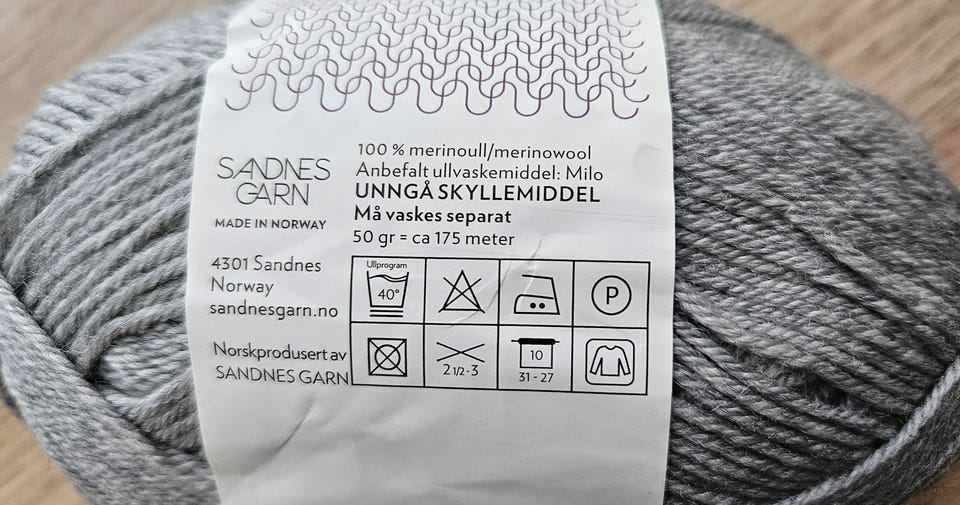 SANDNES
GARN
MADE IN NORWAY
4301 Sandnes
Norway
sandnesgarn.no
Norskprodusert av
SANDNES GARN
100 % merinoull/merinowool
Anbefalt ullvaskemiddel: Milo
UNNGÅ SKYLLEMIDDEL
Må vaskes separat
50 gr = ca 175 meter
Ullprogram
40°
P
2 1/2-3
10
31 - 27